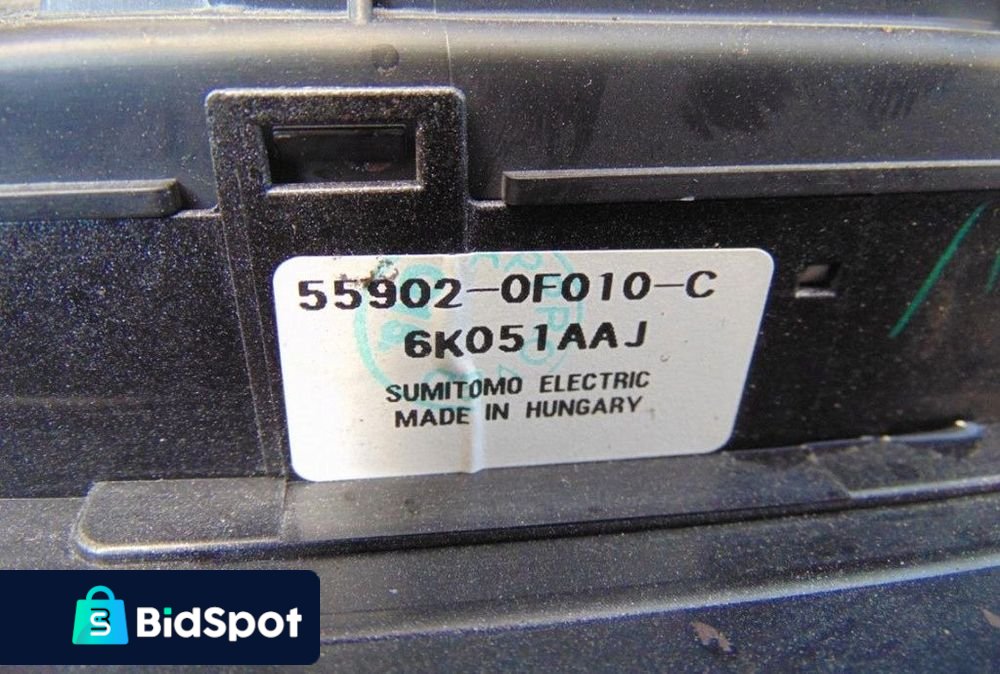 55902-0F010-C
6K051AAJ
SUMITOMO ELECTRIC
MADE IN HUNGARY
BidSpot